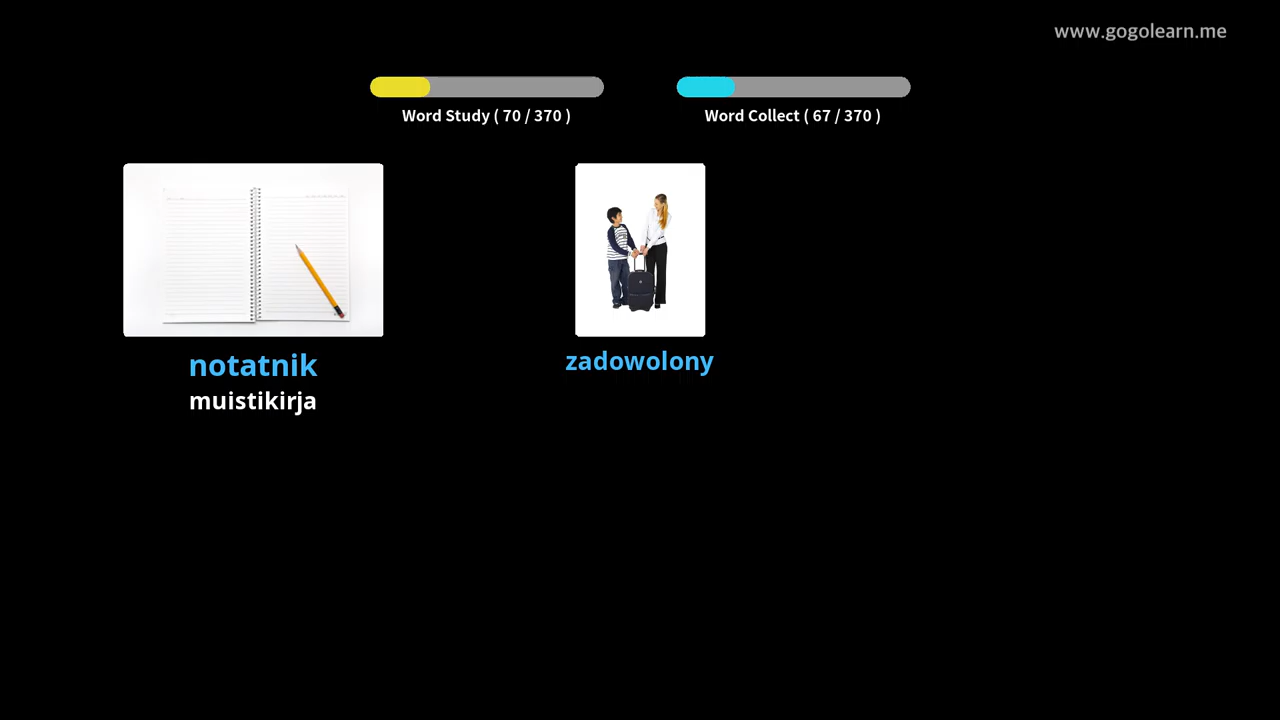 www.gogolearn.me
Word Study ( 70 / 370 )
Word Collect ( 67 / 370 )
notatnik
muistikirja
zadowolony